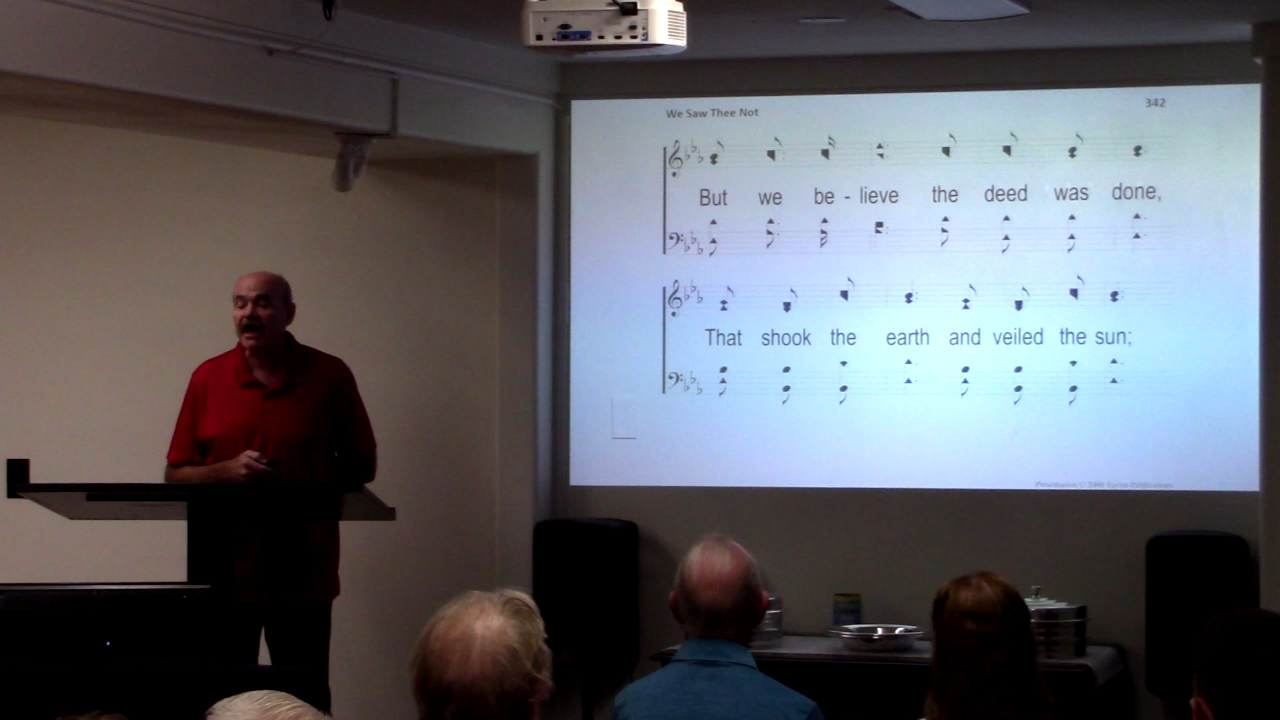 We Saw Thee Not
342
But we be - lieve the deed was done,
That shook the earth and veiled the sun;